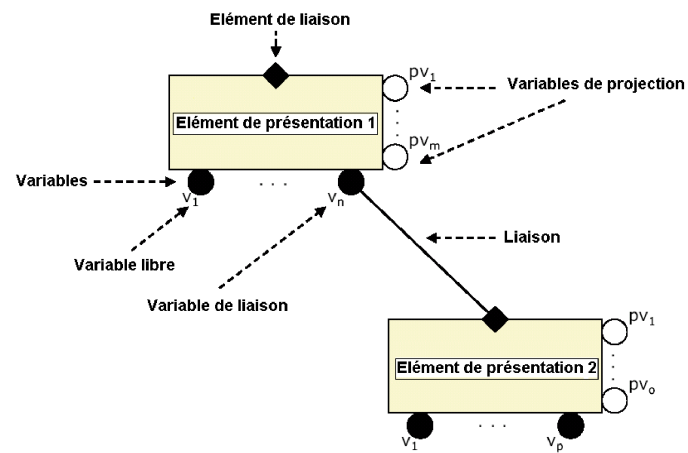 Elément de liaison
pv₁
Variables de projection
Elément de présentation 1
pvₘ
Variables
v₁
. . .
vₙ
Variable libre
Liaison
Variable de liaison
pv₁
Elément de présentation 2
pvₒ
v₁
. . .
vₚ